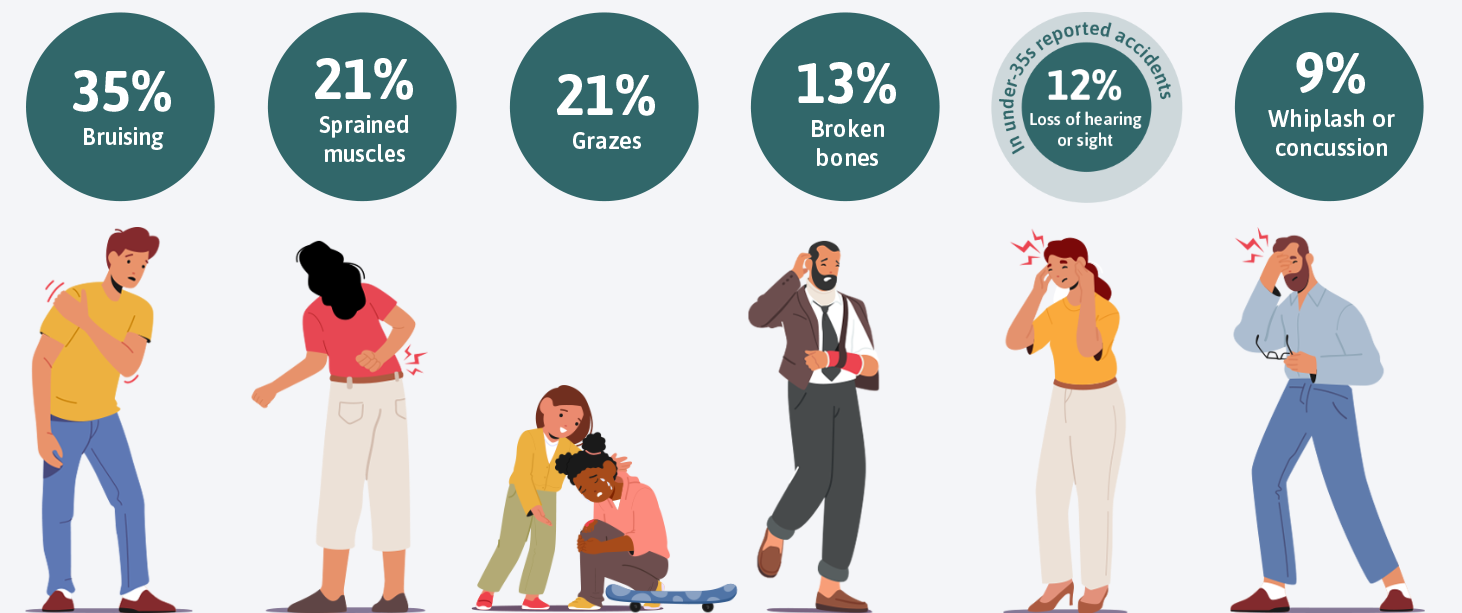 35%
Bruising
21%
Sprained
muscles
21%
Grazes
13%
Broken
bones
In under-35s reported accidents
12%
Loss of hearing
or sight
9%
Whiplash or
concussion